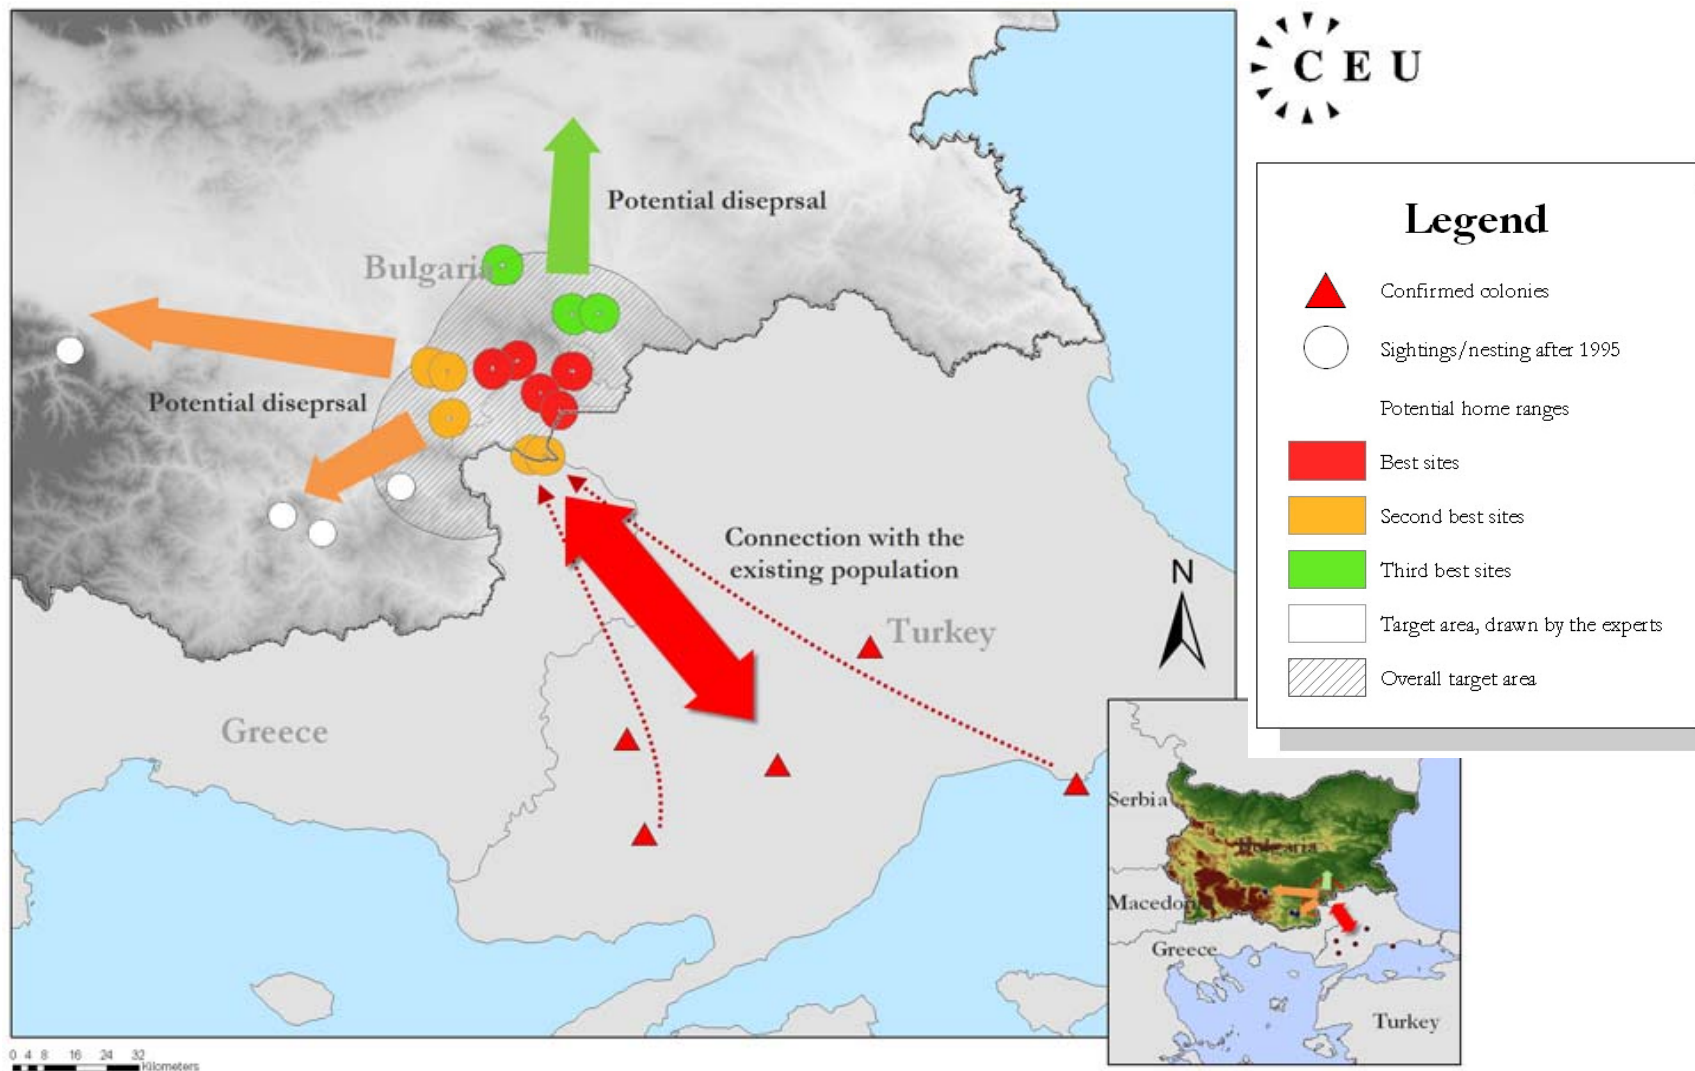 C E U
Legend
Confirmed colonies
Sightings/nesting after 1995
Potential home ranges
Best sites
Second best sites
Third best sites
Target area, drawn by the experts
Overall target area
Potential diseprsal
Bulgaria
Potential diseprsal
Connection with the
existing population
N
Turkey
Greece
Serbia
Bulgaria
Macedonia
Greece
Turkey
0 4 8 16 24 32
Kilometers